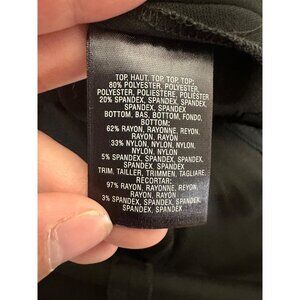 TOP, HAUT, TOP, TOP, TOP:
80% POLYESTER, POLYESTER,
POLYESTER, POLIESTERE, POLIESTER
20% SPANDEX, SPANDEX, SPANDEX,
SPANDEX, SPANDEX
BOTTOM, BAS, BOTTOM, FONDO,
BOTTOM:
62% RAYON, RAYONNE, REYON,
RAYON, RAYON
33% NYLON, NYLON, NYLON,
NYLON, NYLON
5% SPANDEX, SPANDEX, SPANDEX,
SPANDEX, SPANDEX
TRIM, TAILLER, TRIMMEN, TAGLIARE,
RECORTAR:
97% RAYON, RAYONNE, REYON,
RAYON, RAYON
3% SPANDEX, SPANDEX, SPANDEX,
SPANDEX, SPANDEX